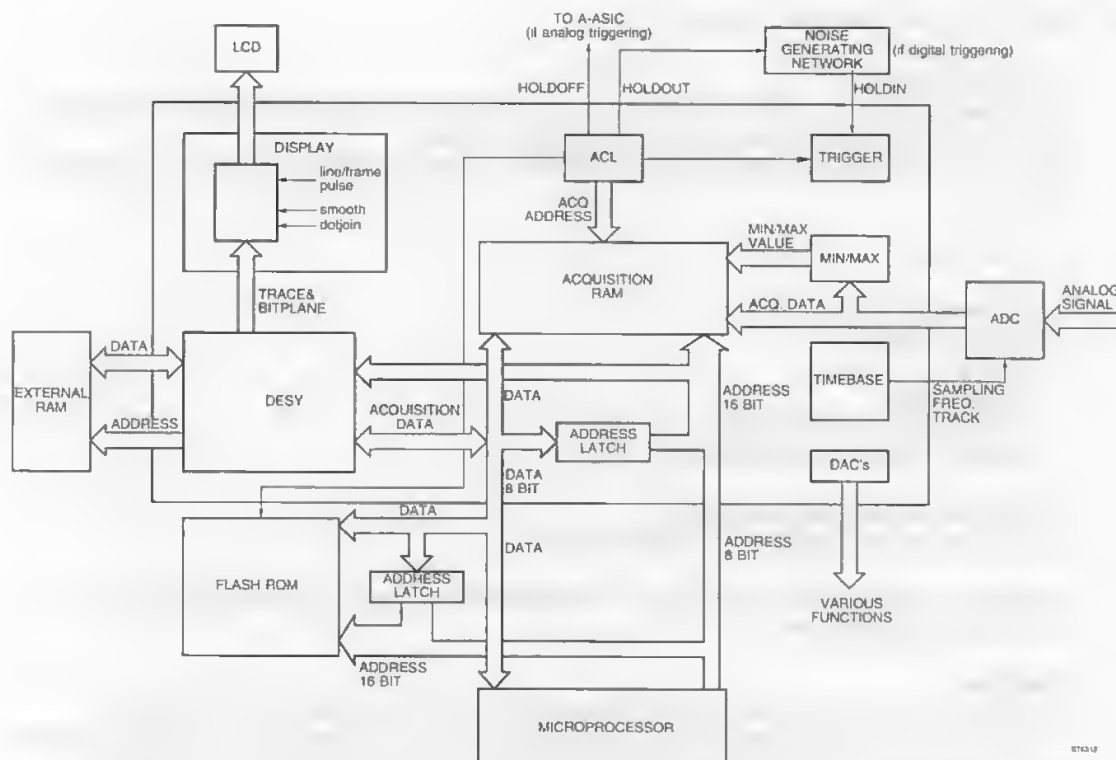 TO A-ASIC
(if analog triggering)
NOISE
GENERATING
NETWORK
(if digital triggering)
LCD
HOLDOFF
HOLDOUT
HOLDIN
DISPLAY
line/frame
pulse
smooth
dotjoin
ACL
TRIGGER
ACQ
ADDRESS
MIN/MAX
VALUE
MIN/MAX
ACQUISITION
RAM
ACQ. DATA
ANALOG
SIGNAL
ADC
TRACE&
BITPLANE
DATA
EXTERNAL
RAM
ADDRESS
DESY
ACQUISITION
DATA
DATA
ADDRESS
16 BIT
TIMEBASE
SAMPLING
FREQ.
TRACK
ADDRESS
LATCH
DAC's
DATA
8 BIT
DATA
DATA
ADDRESS
8 BIT
FLASH ROM
ADDRESS
LATCH
VARIOUS
FUNCTIONS
ADDRESS
16 BIT
MICROPROCESSOR